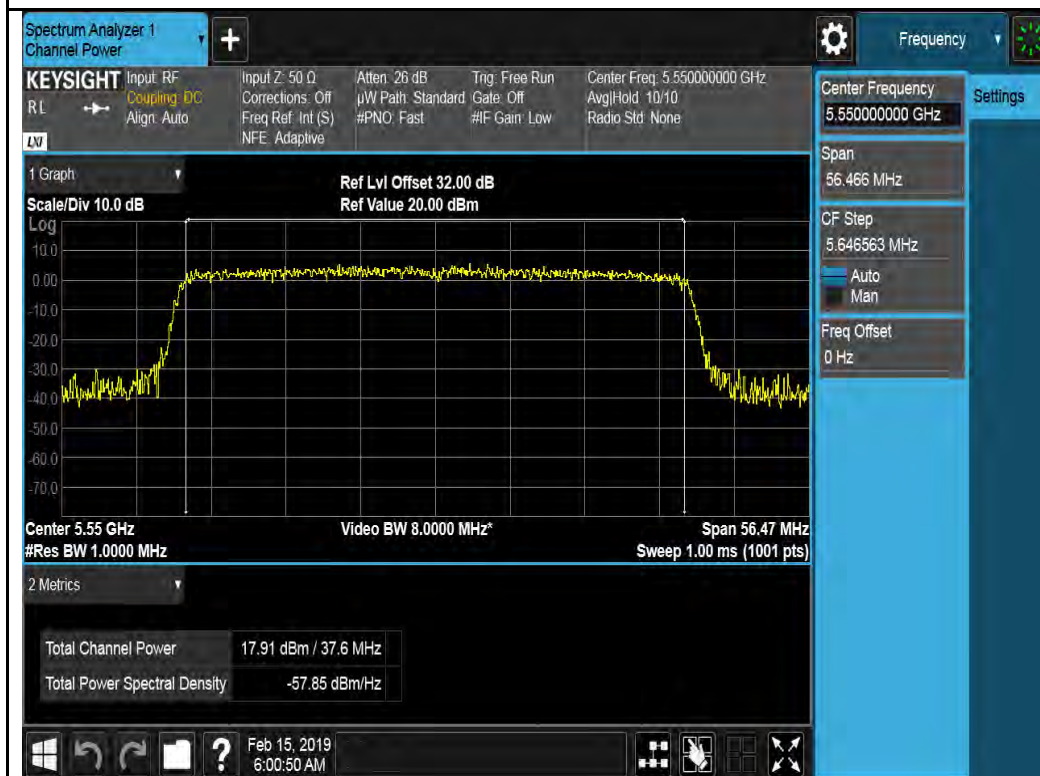 Spectrum Analyzer 1
Channel Power
+
Frequency
KEYSIGHT
RL
LXI
Input: RF
Coupling: DC
Align: Auto
Input Z: 50 Ω
Corrections: Off
Freq Ref: Int (S)
NFE: Adaptive
Atten: 26 dB
µW Path: Standard
#PNO: Fast
Trig: Free Run
Gate: Off
#IF Gain: Low
Center Freq: 5.550000000 GHz
Avg|Hold: 10/10
Radio Std: None
Center Frequency
5.550000000 GHz
Settings
Span
56.466 MHz
CF Step
5.646563 MHz
Auto
Man
Freq Offset
0 Hz
1 Graph
Scale/Div 10.0 dB
Ref Lvl Offset 32.00 dB
Ref Value 20.00 dBm
Log
10.0
0.00
-10.0
-20.0
-30.0
-40.0
-50.0
-60.0
-70.0
Center 5.55 GHz
#Res BW 1.0000 MHz
Video BW 8.0000 MHz*
Span 56.47 MHz
Sweep 1.00 ms (1001 pts)
2 Metrics
Total Channel Power 17.91 dBm / 37.6 MHz
Total Power Spectral Density -57.85 dBm/Hz
?
Feb 15, 2019
6:00:50 AM